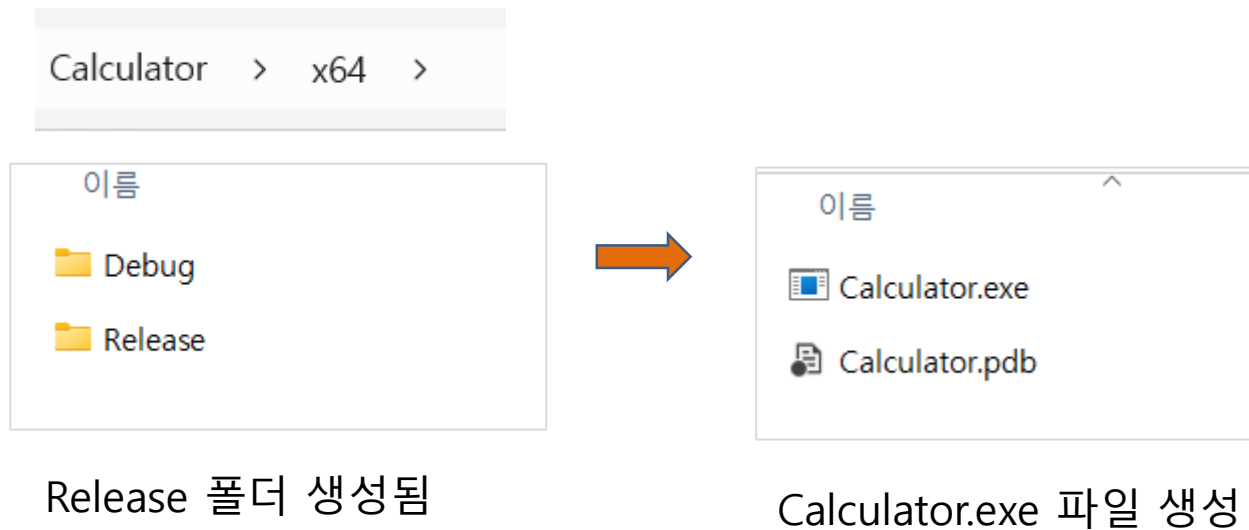 Calculator > x64 >
이름
Debug
Release
Release 폴더 생성됨
이름
Calculator.exe
Calculator.pdb
Calculator.exe 파일 생성